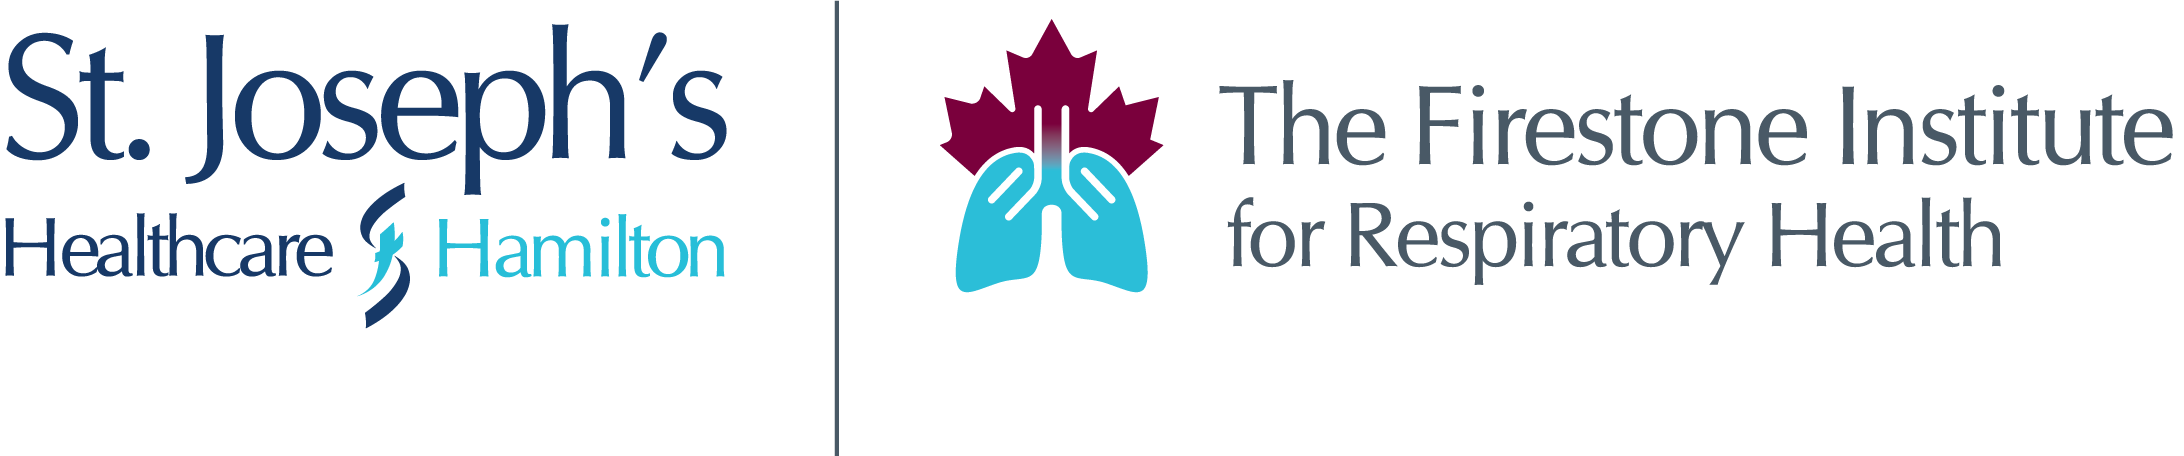 St. Joseph's
Healthcare Hamilton
The Firestone Institute
for Respiratory Health